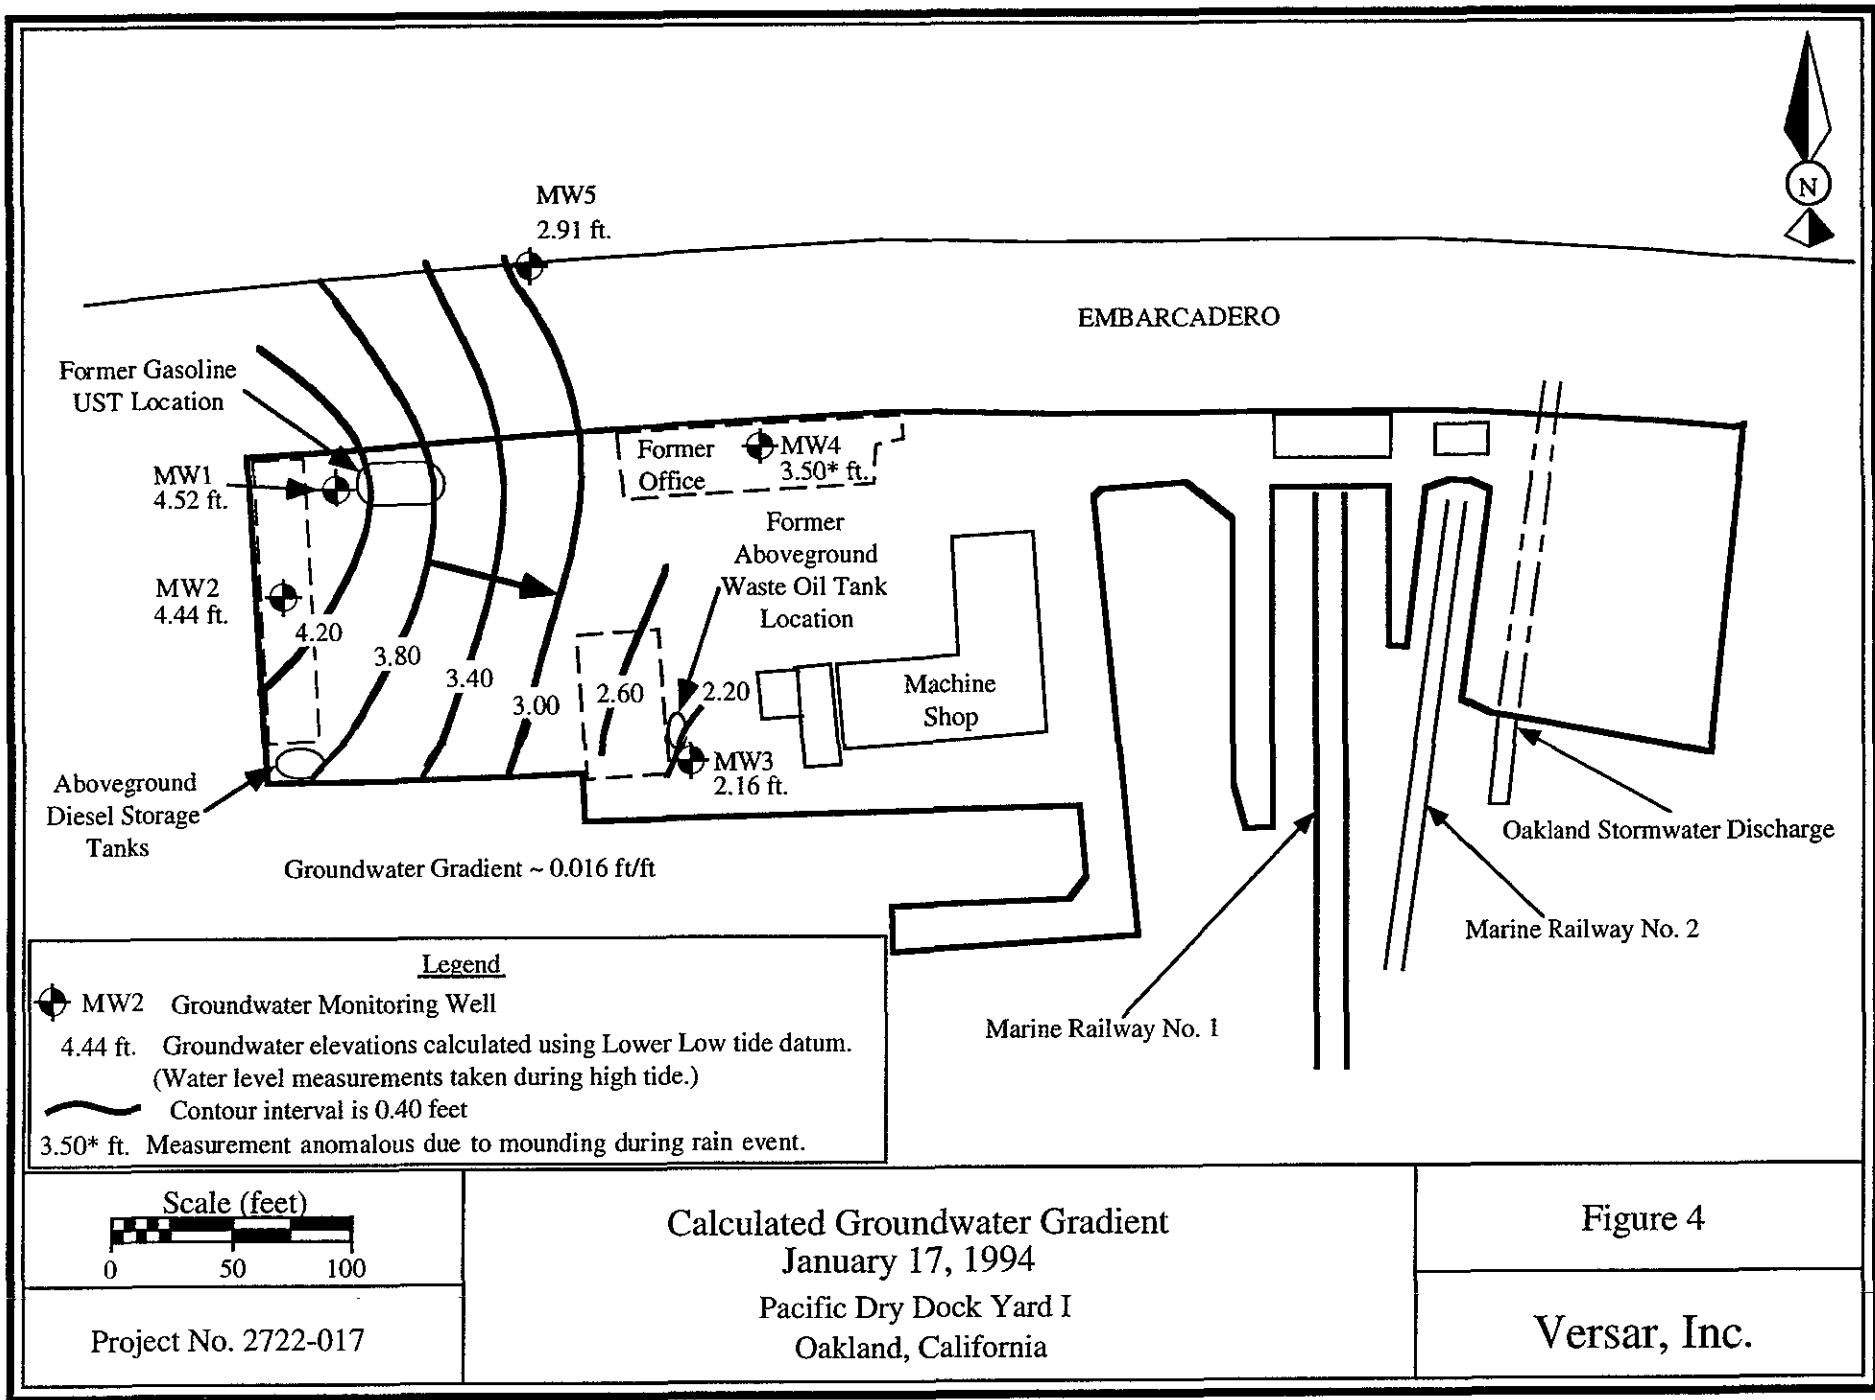 N
MW5
2.91 ft.
EMBARCADERO
Former Gasoline
UST Location
MW1
4.52 ft.
MW2
4.44 ft.
Former
Office
MW4
3.50* ft.
Former
Aboveground
Waste Oil Tank
Location
4.20
3.80
3.40
3.00
2.60
2.20
MW3
2.16 ft.
Machine
Shop
Aboveground
Diesel Storage
Tanks
Groundwater Gradient ~ 0.016 ft/ft
Oakland Stormwater Discharge
Marine Railway No. 2
Marine Railway No. 1
Legend
MW2 Groundwater Monitoring Well
4.44 ft. Groundwater elevations calculated using Lower Low tide datum.
(Water level measurements taken during high tide.)
Contour interval is 0.40 feet
3.50* ft. Measurement anomalous due to mounding during rain event.
Scale (feet)
0 50 100
Project No. 2722-017
Calculated Groundwater Gradient
January 17, 1994
Pacific Dry Dock Yard I
Oakland, California
Figure 4
Versar, Inc.